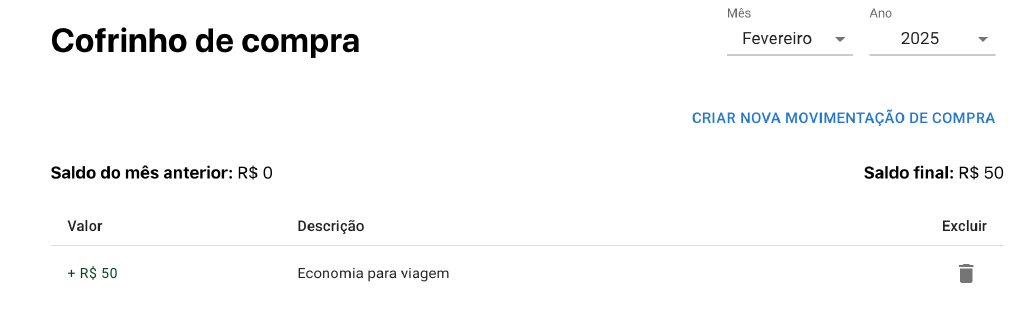 Cofrinho de compra
Mês
Fevereiro
Ano
2025
CRIAR NOVA MOVIMENTAÇÃO DE COMPRA
Saldo do mês anterior: R$ 0
Saldo final: R$ 50
Valor Descrição Excluir
+ R$ 50 Economia para viagem